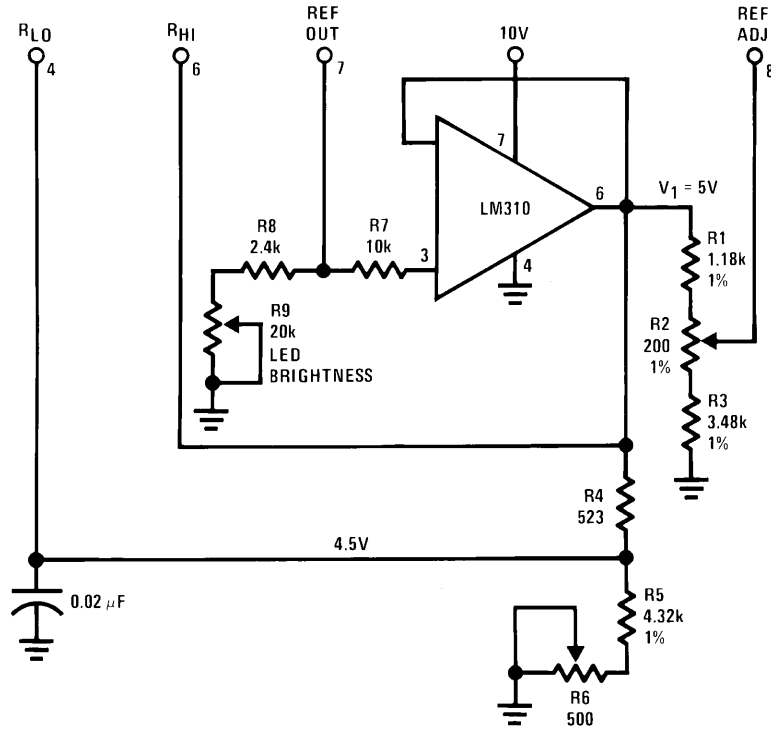 R_LO
4
R_HI
6
REF
OUT
7
10V
7
REF
ADJ
8
LM310
6
3
4
V₁ = 5V
R8
2.4k
R7
10k
R9
20k
LED
BRIGHTNESS
R1
1.18k
1%
R2
200
1%
R3
3.48k
1%
R4
523
4.5V
0.02 μF
R5
4.32k
1%
R6
500